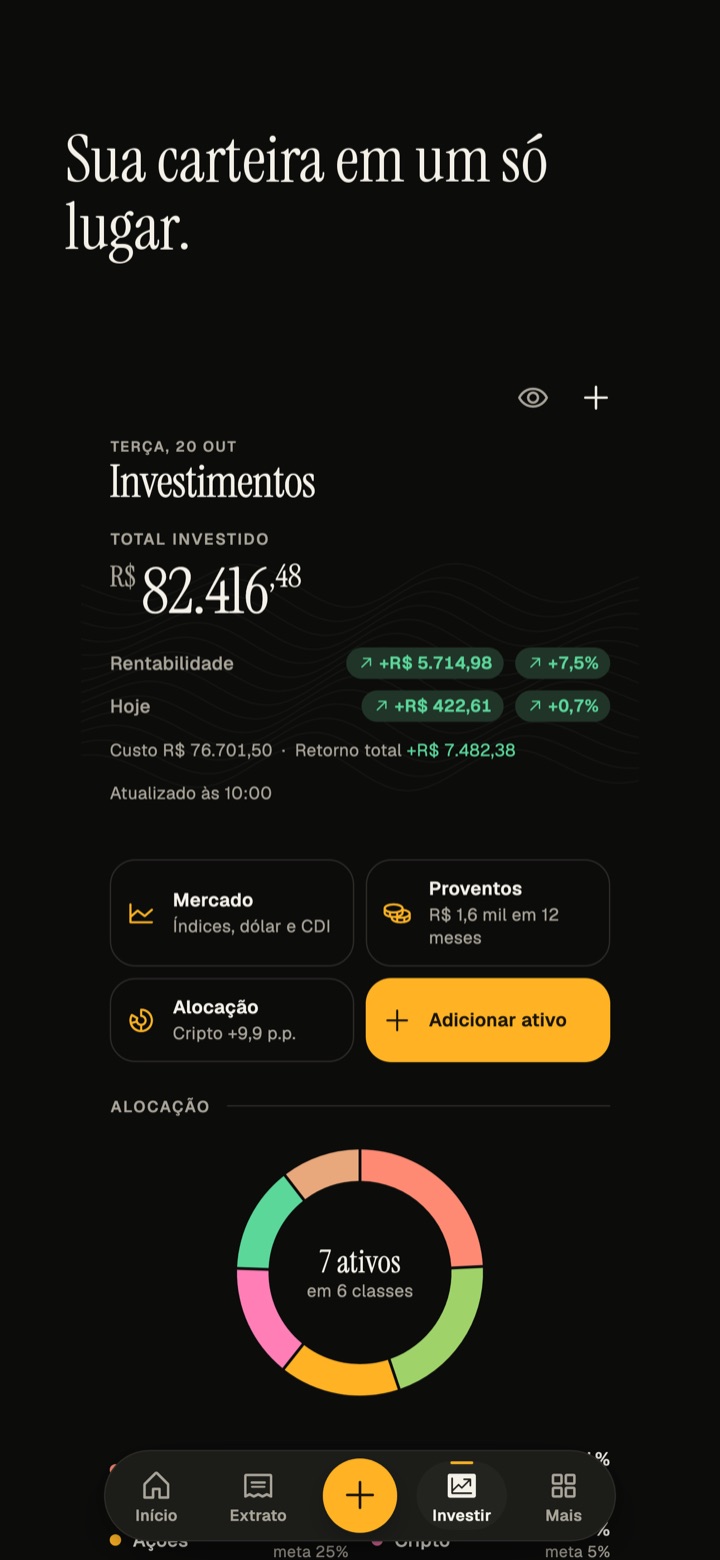 Sua carteira em um só
lugar.
TERÇA, 20 OUT
Investimentos
TOTAL INVESTIDO
R$ 82.416,48
Rentabilidade +R$ 5.714,98 +7,5%
Hoje +R$ 422,61 +0,7%
Custo R$ 76.701,50 · Retorno total +R$ 7.482,38
Atualizado às 10:00
Mercado
Índices, dólar e CDI
Proventos
R$ 1,6 mil em 12
meses
Alocação
Cripto +9,9 p.p.
Adicionar ativo
ALOCAÇÃO
7 ativos
em 6 classes
%
Início Extrato Investir Mais
Ações Cripto %
meta 25% meta 5%